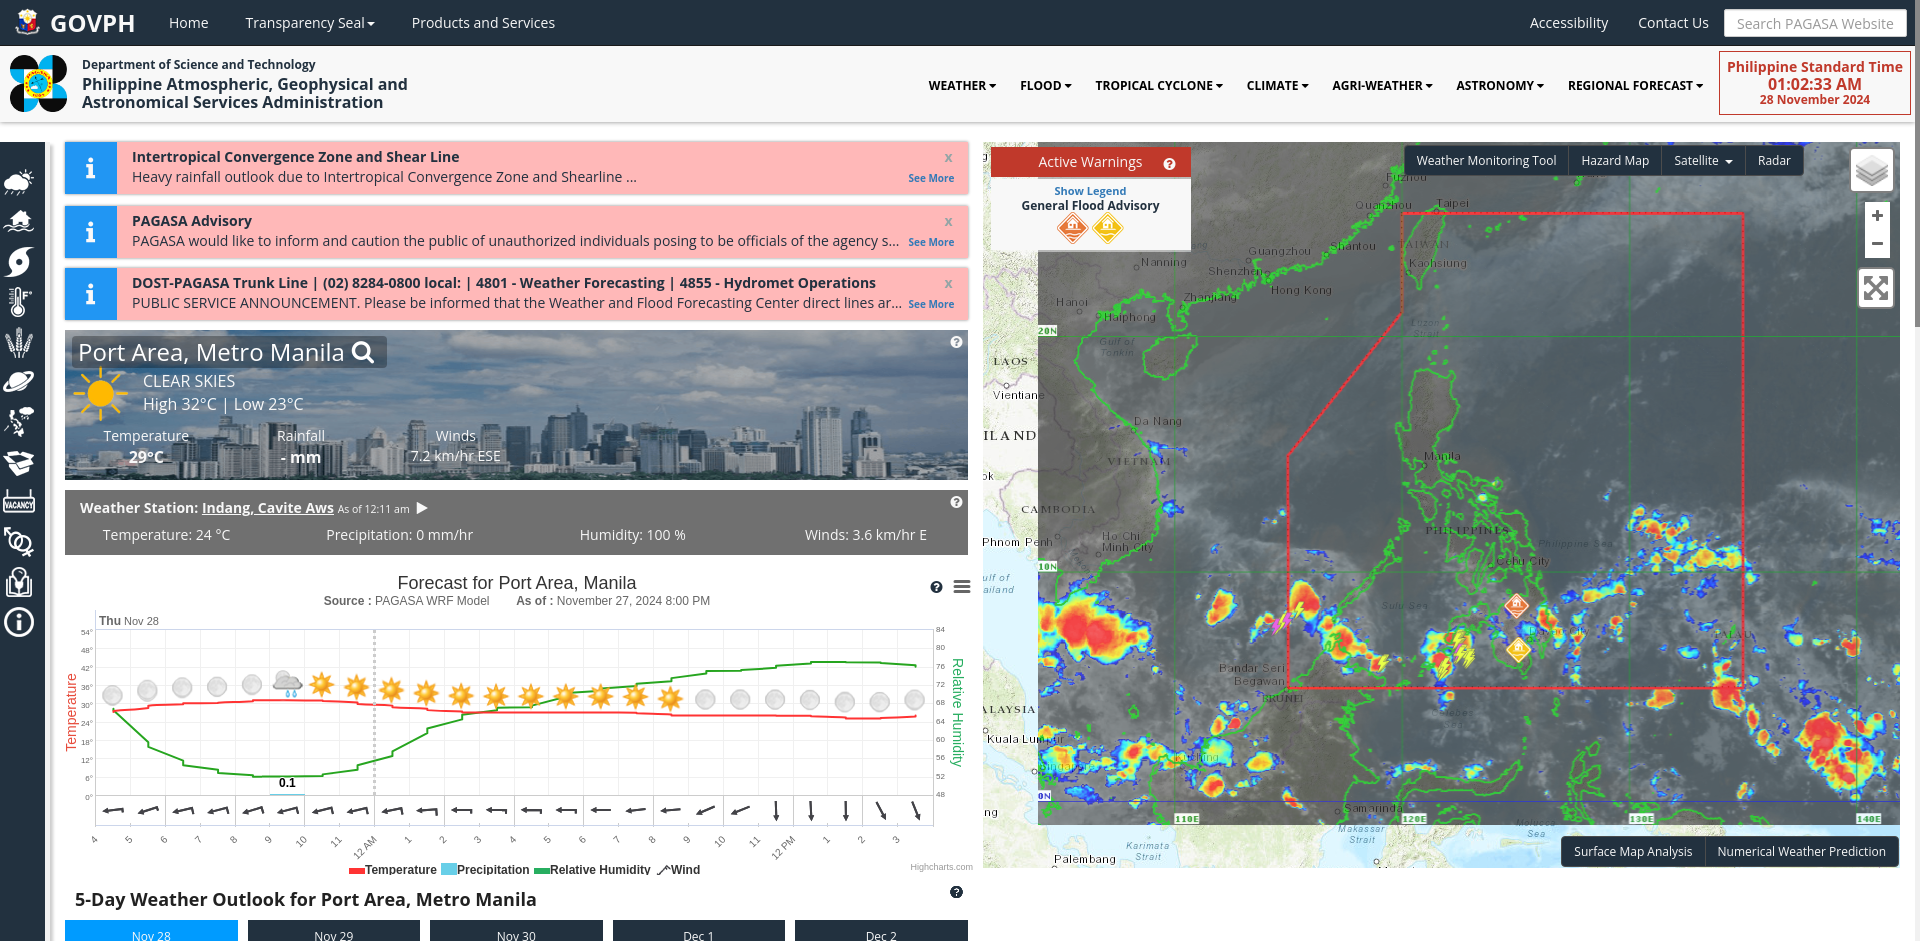 GOVPH
Home
Transparency Seal
Products and Services
Accessibility
Contact Us
Search PAGASA Website
Department of Science and Technology
Philippine Atmospheric, Geophysical and
Astronomical Services Administration
WEATHER
FLOOD
TROPICAL CYCLONE
CLIMATE
AGRI-WEATHER
ASTRONOMY
REGIONAL FORECAST
Philippine Standard Time
01:02:33 AM
28 November 2024
Intertropical Convergence Zone and Shear Line
x
Heavy rainfall outlook due to Intertropical Convergence Zone and Shearline ...
See More
PAGASA Advisory
x
PAGASA would like to inform and caution the public of unauthorized individuals posing to be officials of the agency s...
See More
DOST-PAGASA Trunk Line | (02) 8284-0800 local: | 4801 - Weather Forecasting | 4855 - Hydromet Operations
x
PUBLIC SERVICE ANNOUNCEMENT. Please be informed that the Weather and Flood Forecasting Center direct lines ar...
See More
Port Area, Metro Manila
CLEAR SKIES
High 32°C | Low 23°C
Temperature
29°C
Rainfall
- mm
Winds
7.2 km/hr ESE
Weather Station: Indang, Cavite Aws As of 12:11 am
Temperature: 24 °C
Precipitation: 0 mm/hr
Humidity: 100 %
Winds: 3.6 km/hr E
Forecast for Port Area, Manila
Source : PAGASA WRF Model As of : November 27, 2024 8:00 PM
Thu Nov 28
Temperature
54°
48°
42°
36°
30°
24°
18°
12°
6°
0°
84
80
76
72
68
64
60
56
52
48
Relative Humidity
0.1
4
5
6
7
8
9
10
11
12 AM
1
2
3
4
5
6
7
8
9
10
11
12 PM
1
2
3
Temperature
Precipitation
Relative Humidity
Wind
Highcharts.com
5-Day Weather Outlook for Port Area, Metro Manila
Nov 28
Nov 29
Nov 30
Dec 1
Dec 2
VACANCY
Active Warnings
Show Legend
General Flood Advisory
Weather Monitoring Tool
Hazard Map
Satellite
Radar
+
−
Fuzhou
Quanzhou
Taipei
TAIWAN
Kaohsiung
Guangzhou
Shantou
Nanning
Shenzhen
Hong Kong
Zhanjiang
Hanoi
Haiphong
Gulf of
Tonkin
Luzon
Strait
20N
LAOS
Vientiane
Da Nang
ILAND
VIETNAM
ok
Manila
CAMBODIA
PHILIPPINES
Philippine Sea
Phnom Penh
Ho Chi
Minh City
Cebu City
10N
ulf of
ailand
Sulu Sea
PALAU
Bandar Seri
Begawan
BRUNEI
ALAYSIA
Kuala Lumpur
Kuching
0N
ng
Samarinda
110E
120E
130E
140E
Makassar
Strait
Molucca
Sea
Karimata
Strait
Palembang
Surface Map Analysis
Numerical Weather Prediction